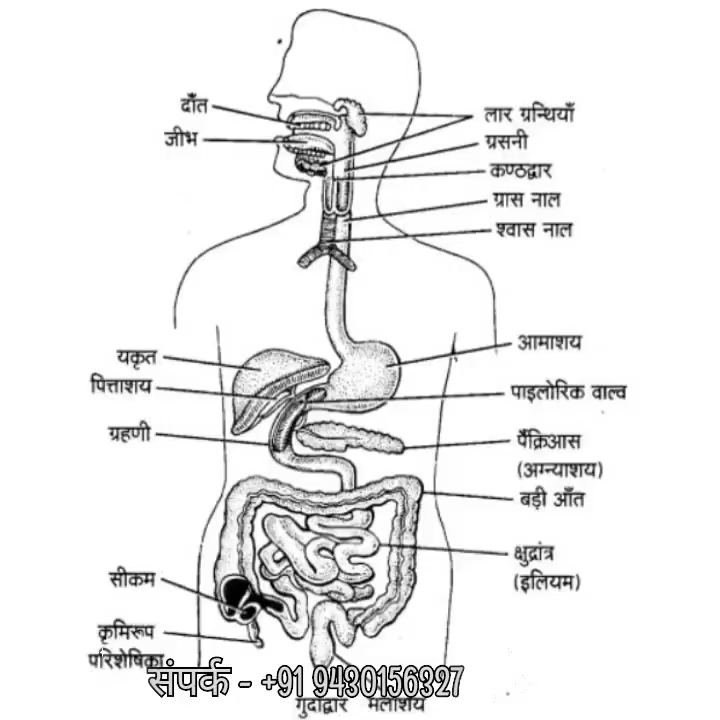 दाँत
जीभ
लार ग्रन्थियाँ
ग्रसनी
कण्ठद्वार
ग्रास नाल
श्वास नाल
यकृत
पित्ताशय
ग्रहणी
आमाशय
पाइलोरिक वाल्व
पैंक्रिआस
(अग्न्याशय)
बड़ी आँत
क्षुद्रांत्र
(इलियम)
सीकम
कृमिरूप
परिशेषिका
संपर्क - +91 9430156327
गुदाद्वार मलाशय